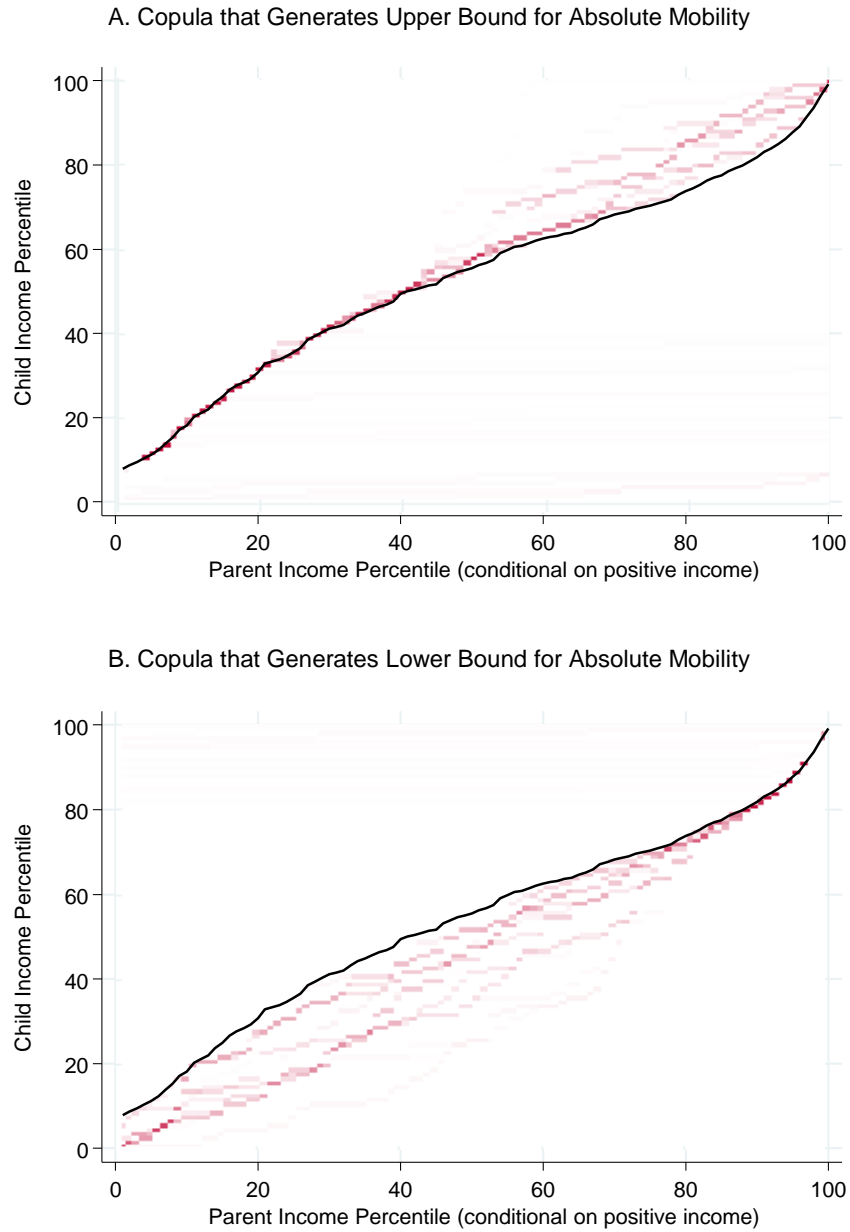 A. Copula that Generates Upper Bound for Absolute Mobility
100
80
60
40
20
0
Child Income Percentile
0 20 40 60 80 100
Parent Income Percentile (conditional on positive income)
B. Copula that Generates Lower Bound for Absolute Mobility
100
80
60
40
20
0
Child Income Percentile
0 20 40 60 80 100
Parent Income Percentile (conditional on positive income)